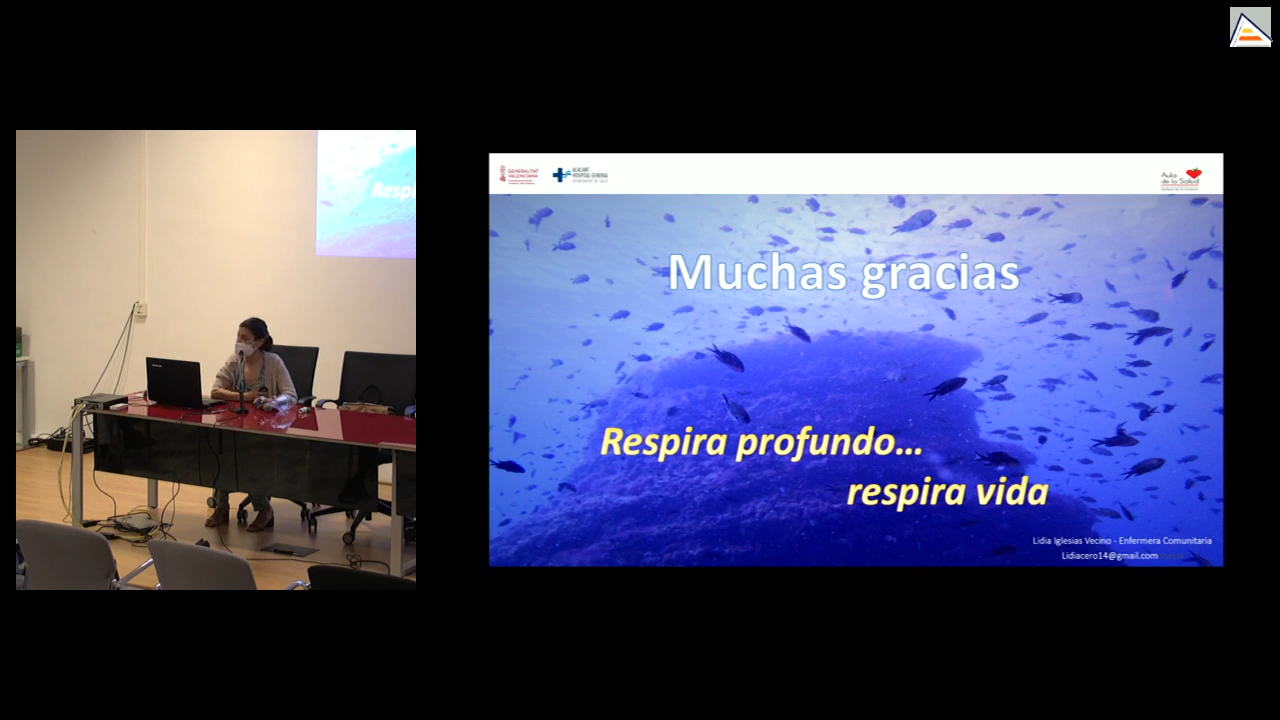 GENERALITAT
VALENCIANA
ALACANT
HOSPITAL GENERAL
Aula
de la Salud
Muchas gracias
Respira profundo...
respira vida
Lidia Iglesias Vecino - Enfermera Comunitaria
Lidiacero14@gmail.com
Respi